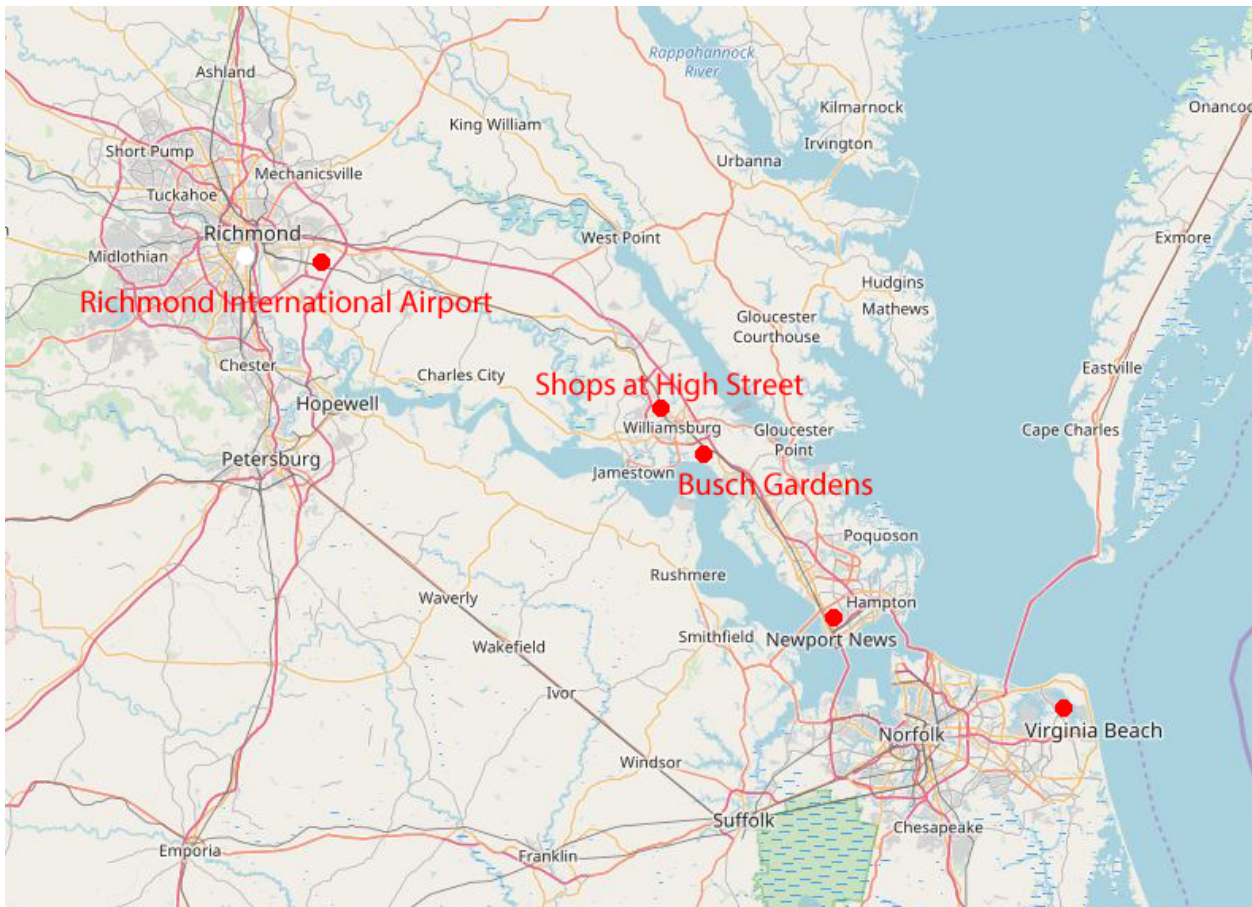 Rappahannock
River
Ashland
Kilmarnock
Onancoc
King William
Irvington
Short Pump
Urbanna
Mechanicsville
Tuckahoe
Richmond
West Point
Exmore
Midlothian
Hudgins
Mathews
Richmond International Airport
Gloucester
Courthouse
Chester
Charles City
Eastville
Shops at High Street
Hopewell
Williamsburg
Gloucester
Point
Cape Charles
Petersburg
Jamestown
Busch Gardens
Poquoson
Rushmere
Waverly
Hampton
Smithfield
Newport News
Wakefield
Ivor
Norfolk
Virginia Beach
Windsor
Suffolk
Chesapeake
Emporia
Franklin